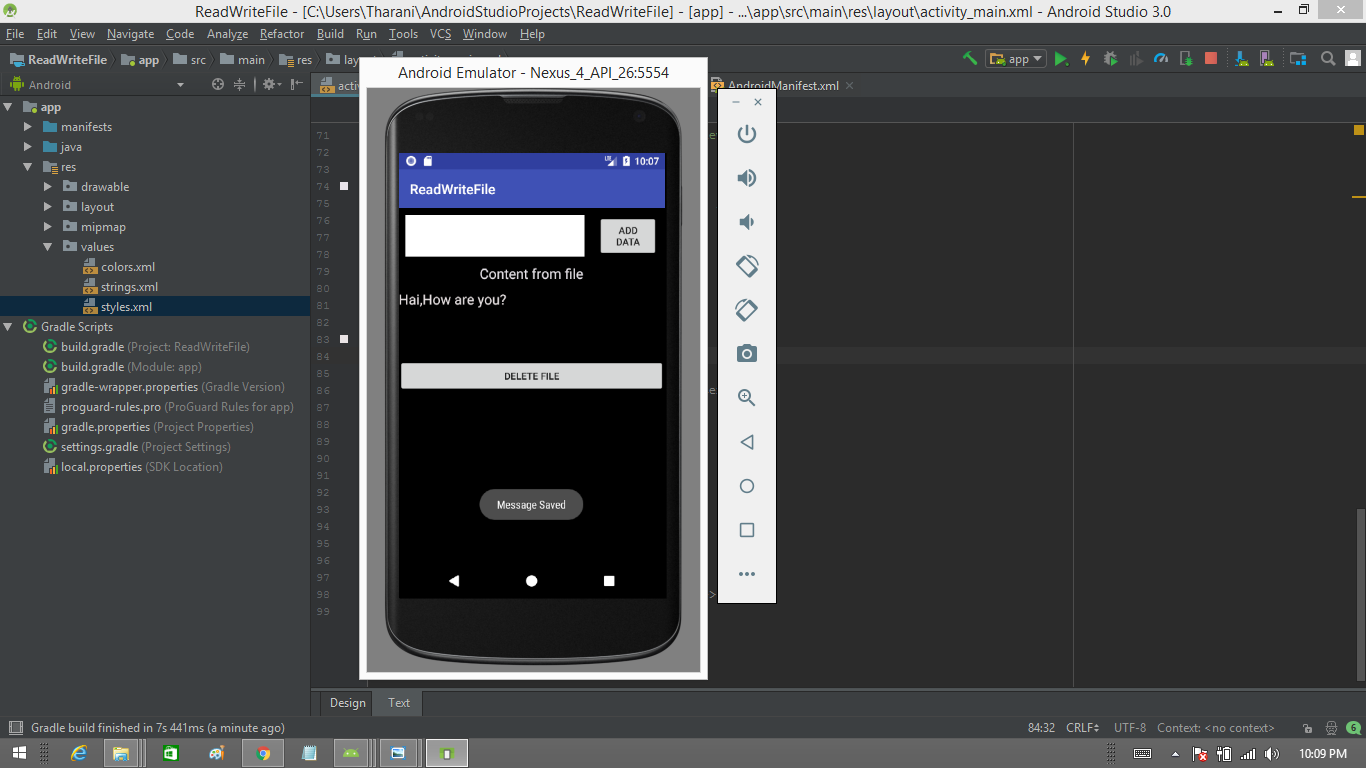 ReadWriteFile - [C:\Users\Tharani\AndroidStudioProjects\ReadWriteFile] - [app] - ...\app\src\main\res\layout\activity_main.xml - Android Studio 3.0
File Edit View Navigate Code Analyze Refactor Build Run Tools VCS Window Help
ReadWriteFile app src main res
app
Android
AndroidManifest.xml
app
manifests
java
res
drawable
layout
mipmap
values
colors.xml
strings.xml
styles.xml
Gradle Scripts
build.gradle (Project: ReadWriteFile)
build.gradle (Module: app)
gradle-wrapper.properties (Gradle Version)
proguard-rules.pro (ProGuard Rules for app)
gradle.properties (Project Properties)
settings.gradle (Project Settings)
local.properties (SDK Location)
71
72
73
74
75
76
77
78
79
80
81
82
83
84
85
86
87
88
89
90
91
92
93
94
95
96
97
98
99
>
Android Emulator - Nexus_4_API_26:5554
10:07
ReadWriteFile
ADD
DATA
Content from file
Hai,How are you?
DELETE FILE
Message Saved
Design Text
Gradle build finished in 7s 441ms (a minute ago)
84:32 CRLF UTF-8 Context: <no context> 6
10:09 PM